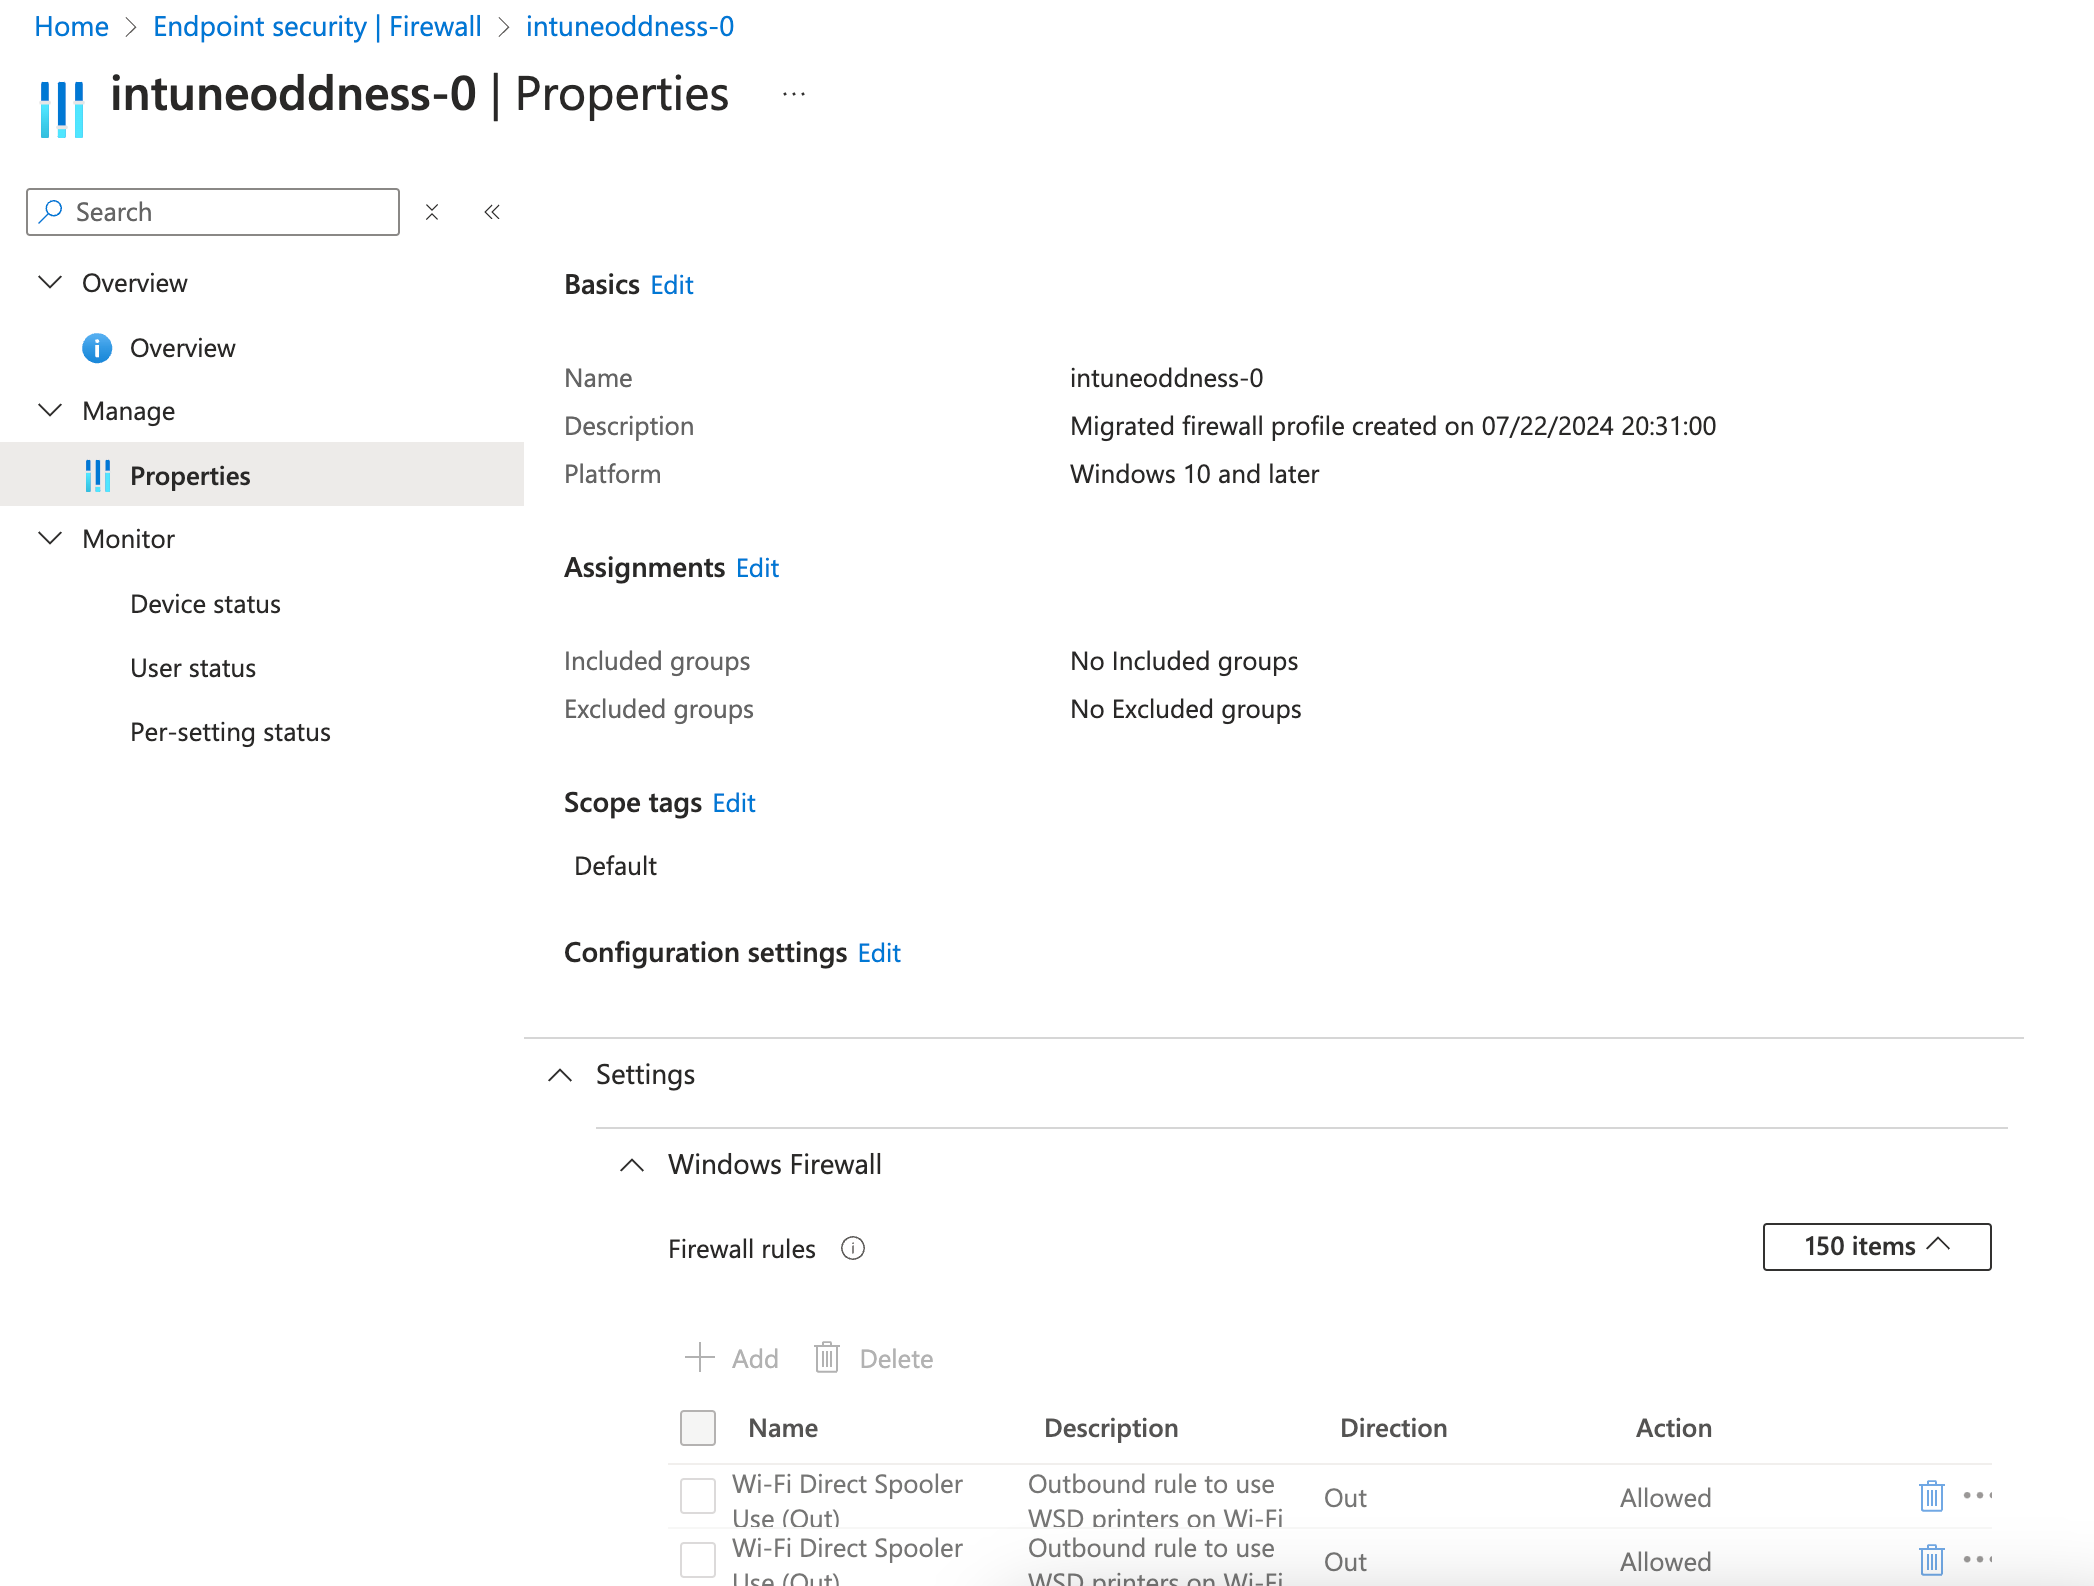 Home > Endpoint security | Firewall > intuneoddness-0
intuneoddness-0 | Properties ...
Search
Overview
Overview
Manage
Properties
Monitor
Device status
User status
Per-setting status
Basics Edit
Name intuneoddness-0
Description Migrated firewall profile created on 07/22/2024 20:31:00
Platform Windows 10 and later
Assignments Edit
Included groups No Included groups
Excluded groups No Excluded groups
Scope tags Edit
Default
Configuration settings Edit
Settings
Windows Firewall
Firewall rules 150 items
Add Delete
Name Description Direction Action
Wi-Fi Direct Spooler Outbound rule to use
Out Allowed
Use (Out) WSD printers on Wi-Fi
Wi-Fi Direct Spooler Outbound rule to use
Out Allowed
Use (Out) WSD printers on Wi-Fi